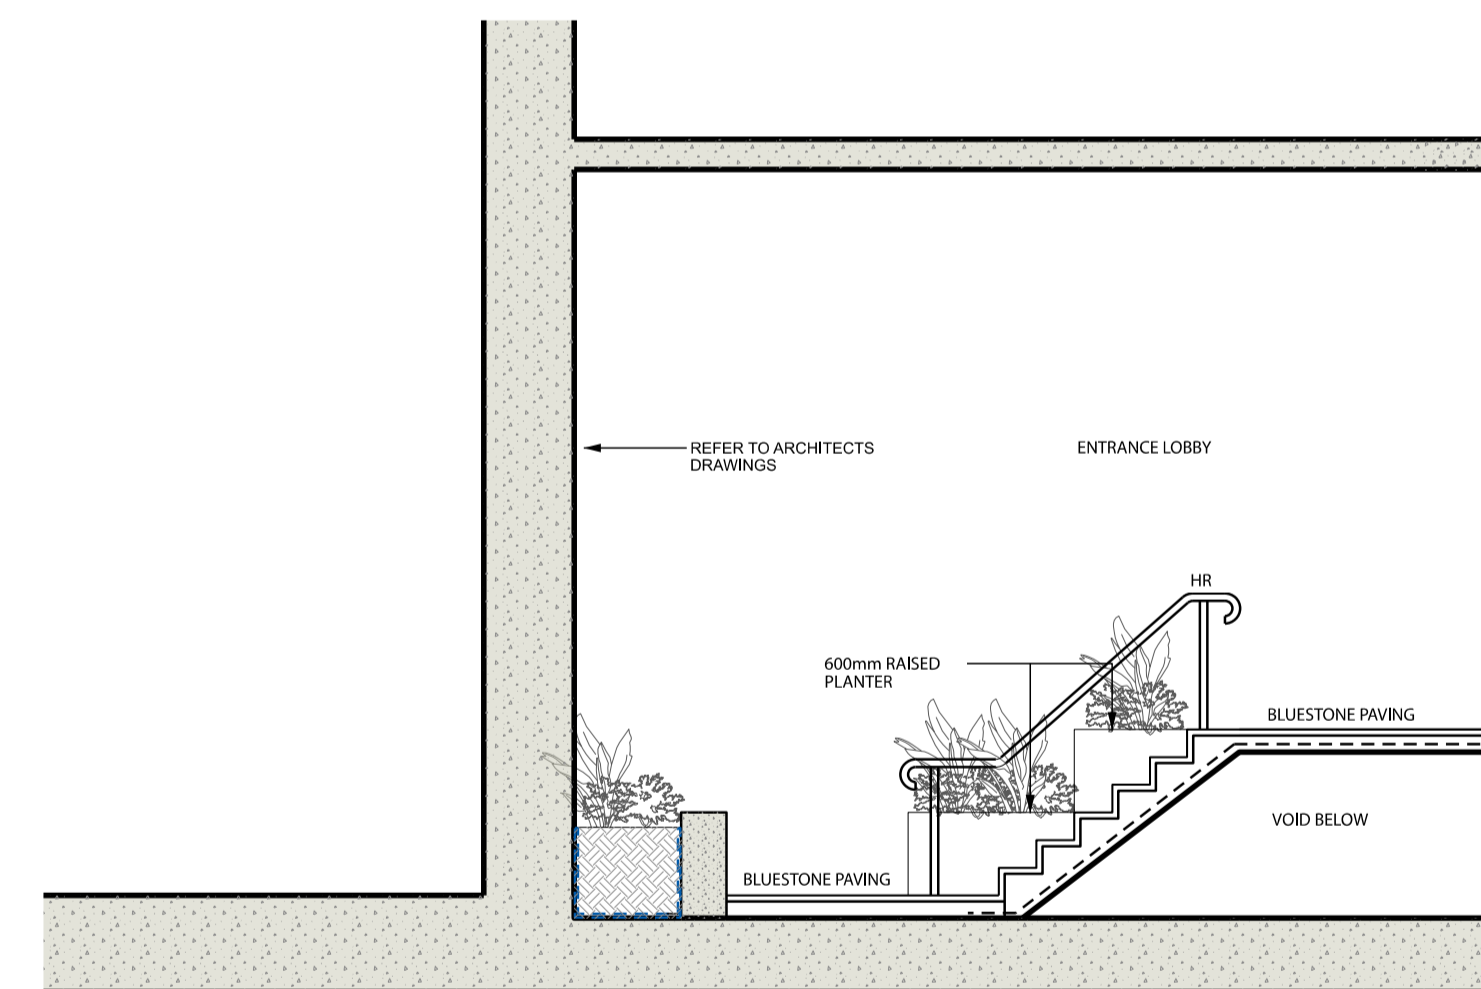 REFER TO ARCHITECTS
DRAWINGS
ENTRANCE LOBBY
HR
600mm RAISED
PLANTER
BLUESTONE PAVING
VOID BELOW
BLUESTONE PAVING